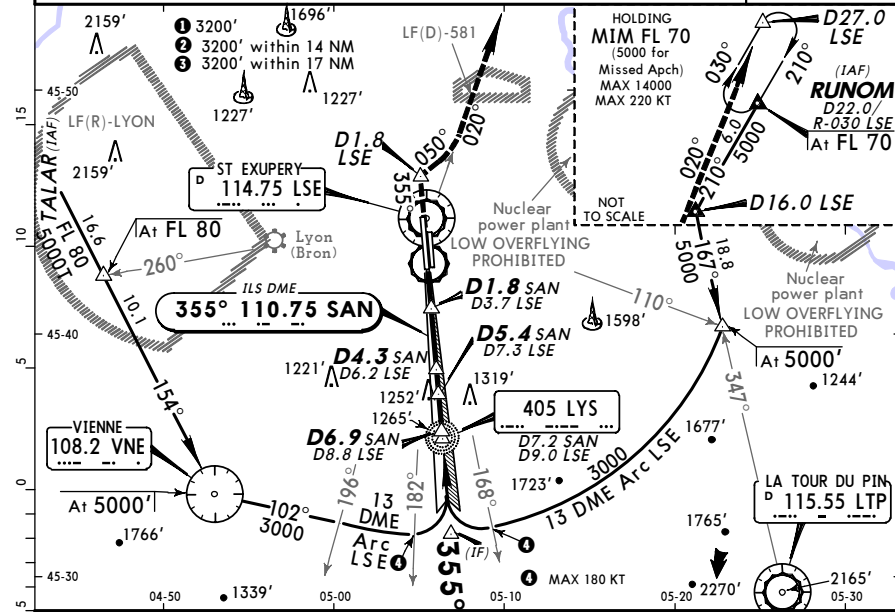 2159'
1696'
❶ 3200'
❷ 3200' within 14 NM
❸ 3200' within 17 NM
LF(D)-581
HOLDING
MIM FL 70
(5000 for
Missed Apch)
MAX 14000
MAX 220 KT
D27.0
LSE
030°
210°
(IAF)
RUNOM
D22.0/
R-030 LSE
At FL 70
020°
6.0
210°
5000
D16.0 LSE
NOT
TO SCALE
45-50
15
1227'
1227'
LF(R)-LYON
2159'
D1.8
LSE
050°
020°
355°
ST EXUPERY
D 114.75 LSE
TALAR (IAF)
16.6
FL 80
5000T
At FL 80
10
260°
Lyon
(Bron)
Nuclear
power plant
LOW OVERFLYING
PROHIBITED
167°
18.8
5000
Nuclear
power plant
LOW OVERFLYING
PROHIBITED
10.1
ILS DME
355° 110.75 SAN
D1.8 SAN
D3.7 LSE
110°
1598'
45-40
D5.4 SAN
D7.3 LSE
At 5000'
5
D4.3 SAN
D6.2 LSE
1221'
1252'
1319'
1244'
154°
347°
1265'
405 LYS
D7.2 SAN
D9.0 LSE
1677'
VIENNE
108.2 VNE
D6.9 SAN
D8.8 LSE
3000
13 DME Arc LSE
0
At 5000'
196°
182°
168°
1723'
LA TOUR DU PIN
D 115.55 LTP
102°
3000
13
DME
Arc
LSE ❹
1766'
355°
(IF)
❹
1765'
❹ MAX 180 KT
45-30
2270'
2165'
5
04-50
1339'
05-00
05-10
05-20
05-30